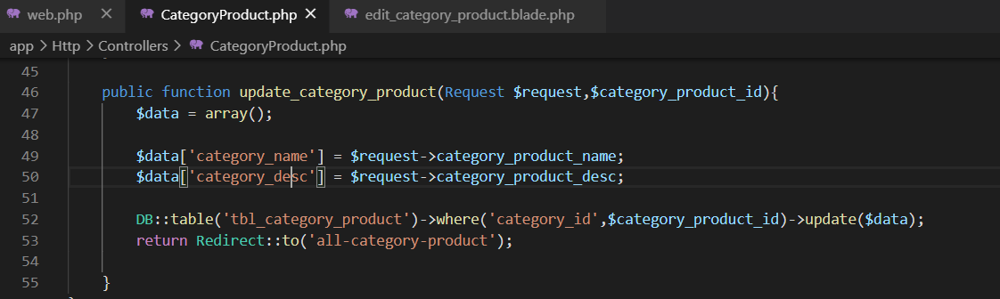 web.php CategoryProduct.php edit_category_product.blade.php
app > Http > Controllers > CategoryProduct.php
45
46 public function update_category_product(Request $request,$category_product_id){
47 $data = array();
48
49 $data['category_name'] = $request->category_product_name;
50 $data['category_desc'] = $request->category_product_desc;
51
52 DB::table('tbl_category_product')->where('category_id',$category_product_id)->update($data);
53 return Redirect::to('all-category-product');
54
55 }